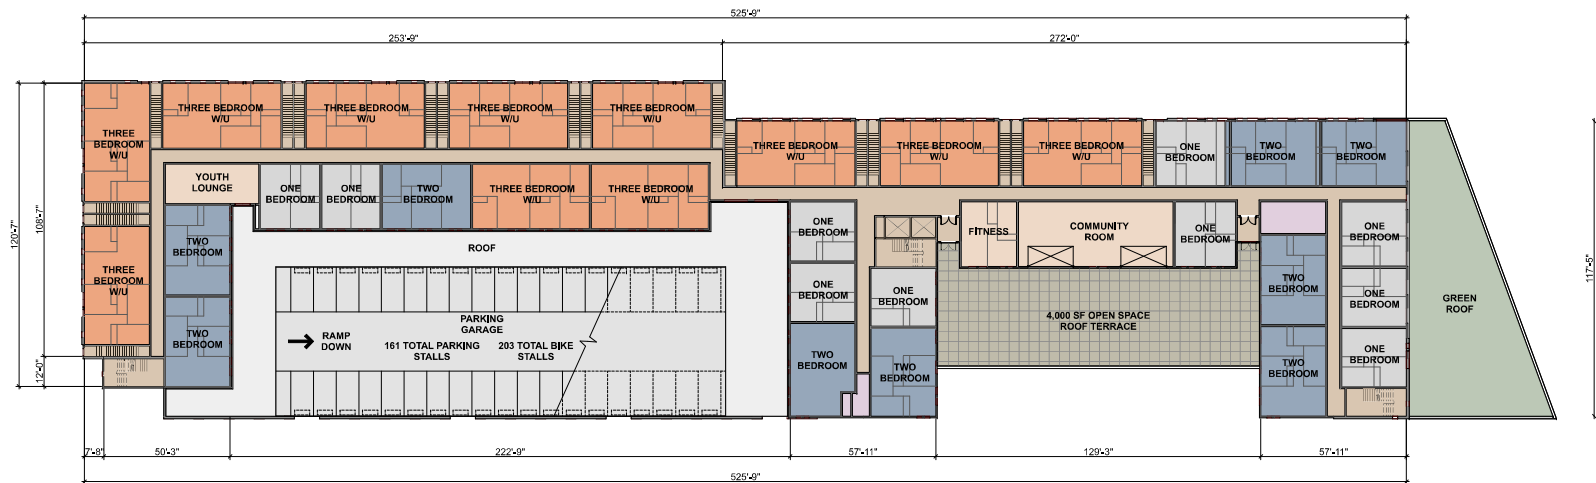 525'-9"
253'-9"
272'-0"
THREE BEDROOM
W/U
THREE BEDROOM
W/U
THREE BEDROOM
W/U
THREE BEDROOM
W/U
THREE
BEDROOM
W/U
THREE BEDROOM
W/U
THREE BEDROOM
W/U
THREE BEDROOM
W/U
ONE
BEDROOM
TWO
BEDROOM
TWO
BEDROOM
120'-7"
108'-7"
12'-0"
117'-5"
YOUTH
LOUNGE
ONE
BEDROOM
ONE
BEDROOM
TWO
BEDROOM
THREE BEDROOM
W/U
THREE BEDROOM
W/U
TWO
BEDROOM
THREE
BEDROOM
W/U
TWO
BEDROOM
ROOF
PARKING
GARAGE
RAMP
DOWN
161 TOTAL PARKING
STALLS
203 TOTAL BIKE
STALLS
ONE
BEDROOM
ONE
BEDROOM
TWO
BEDROOM
ONE
BEDROOM
TWO
BEDROOM
FITNESS
COMMUNITY
ROOM
ONE
BEDROOM
4,000 SF OPEN SPACE
ROOF TERRACE
TWO
BEDROOM
TWO
BEDROOM
ONE
BEDROOM
ONE
BEDROOM
ONE
BEDROOM
GREEN
ROOF
7'-8"
50'-3"
222'-9"
57'-11"
129'-3"
57'-11"
525'-9"